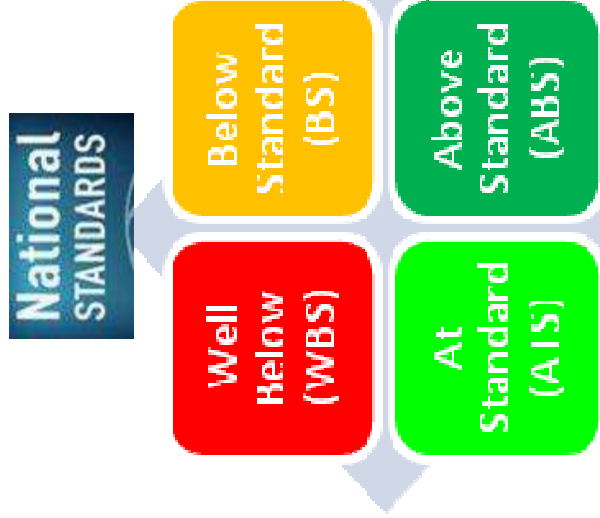 National
STANDARDS
Well
Below
(WBS)
Below
Standard
(BS)
At
Standard
(ATS)
Above
Standard
(ABS)